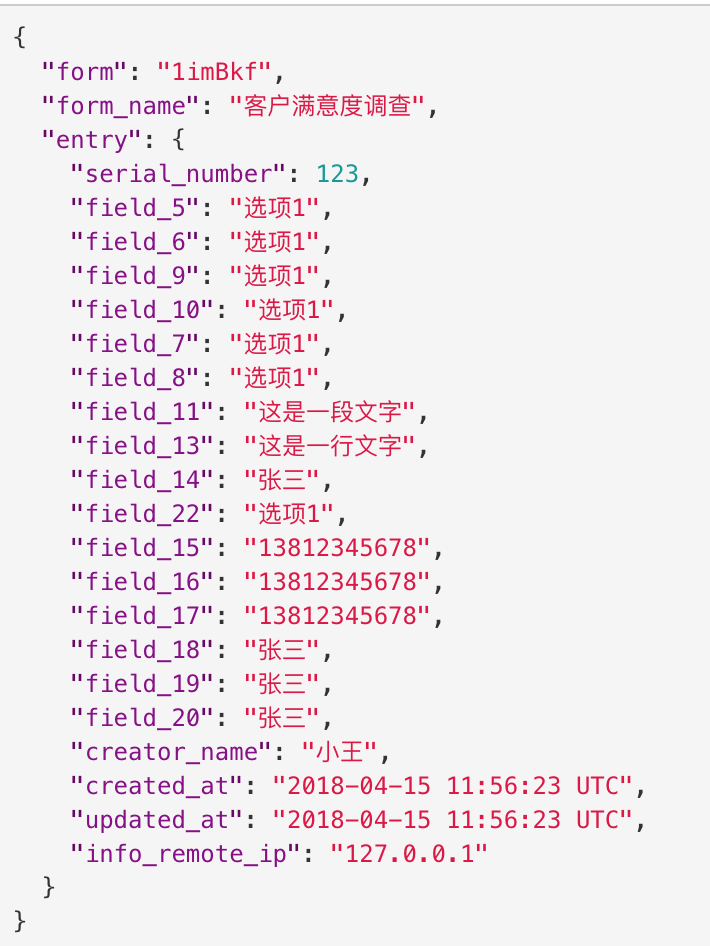 {
  "form": "1imBkf",
  "form_name": "客户满意度调查",
  "entry": {
    "serial_number": 123,
    "field_5": "选项1",
    "field_6": "选项1",
    "field_9": "选项1",
    "field_10": "选项1",
    "field_7": "选项1",
    "field_8": "选项1",
    "field_11": "这是一段文字",
    "field_13": "这是一行文字",
    "field_14": "张三",
    "field_22": "选项1",
    "field_15": "13812345678",
    "field_16": "13812345678",
    "field_17": "13812345678",
    "field_18": "张三",
    "field_19": "张三",
    "field_20": "张三",
    "creator_name": "小王",
    "created_at": "2018-04-15 11:56:23 UTC",
    "updated_at": "2018-04-15 11:56:23 UTC",
    "info_remote_ip": "127.0.0.1"
  }
}